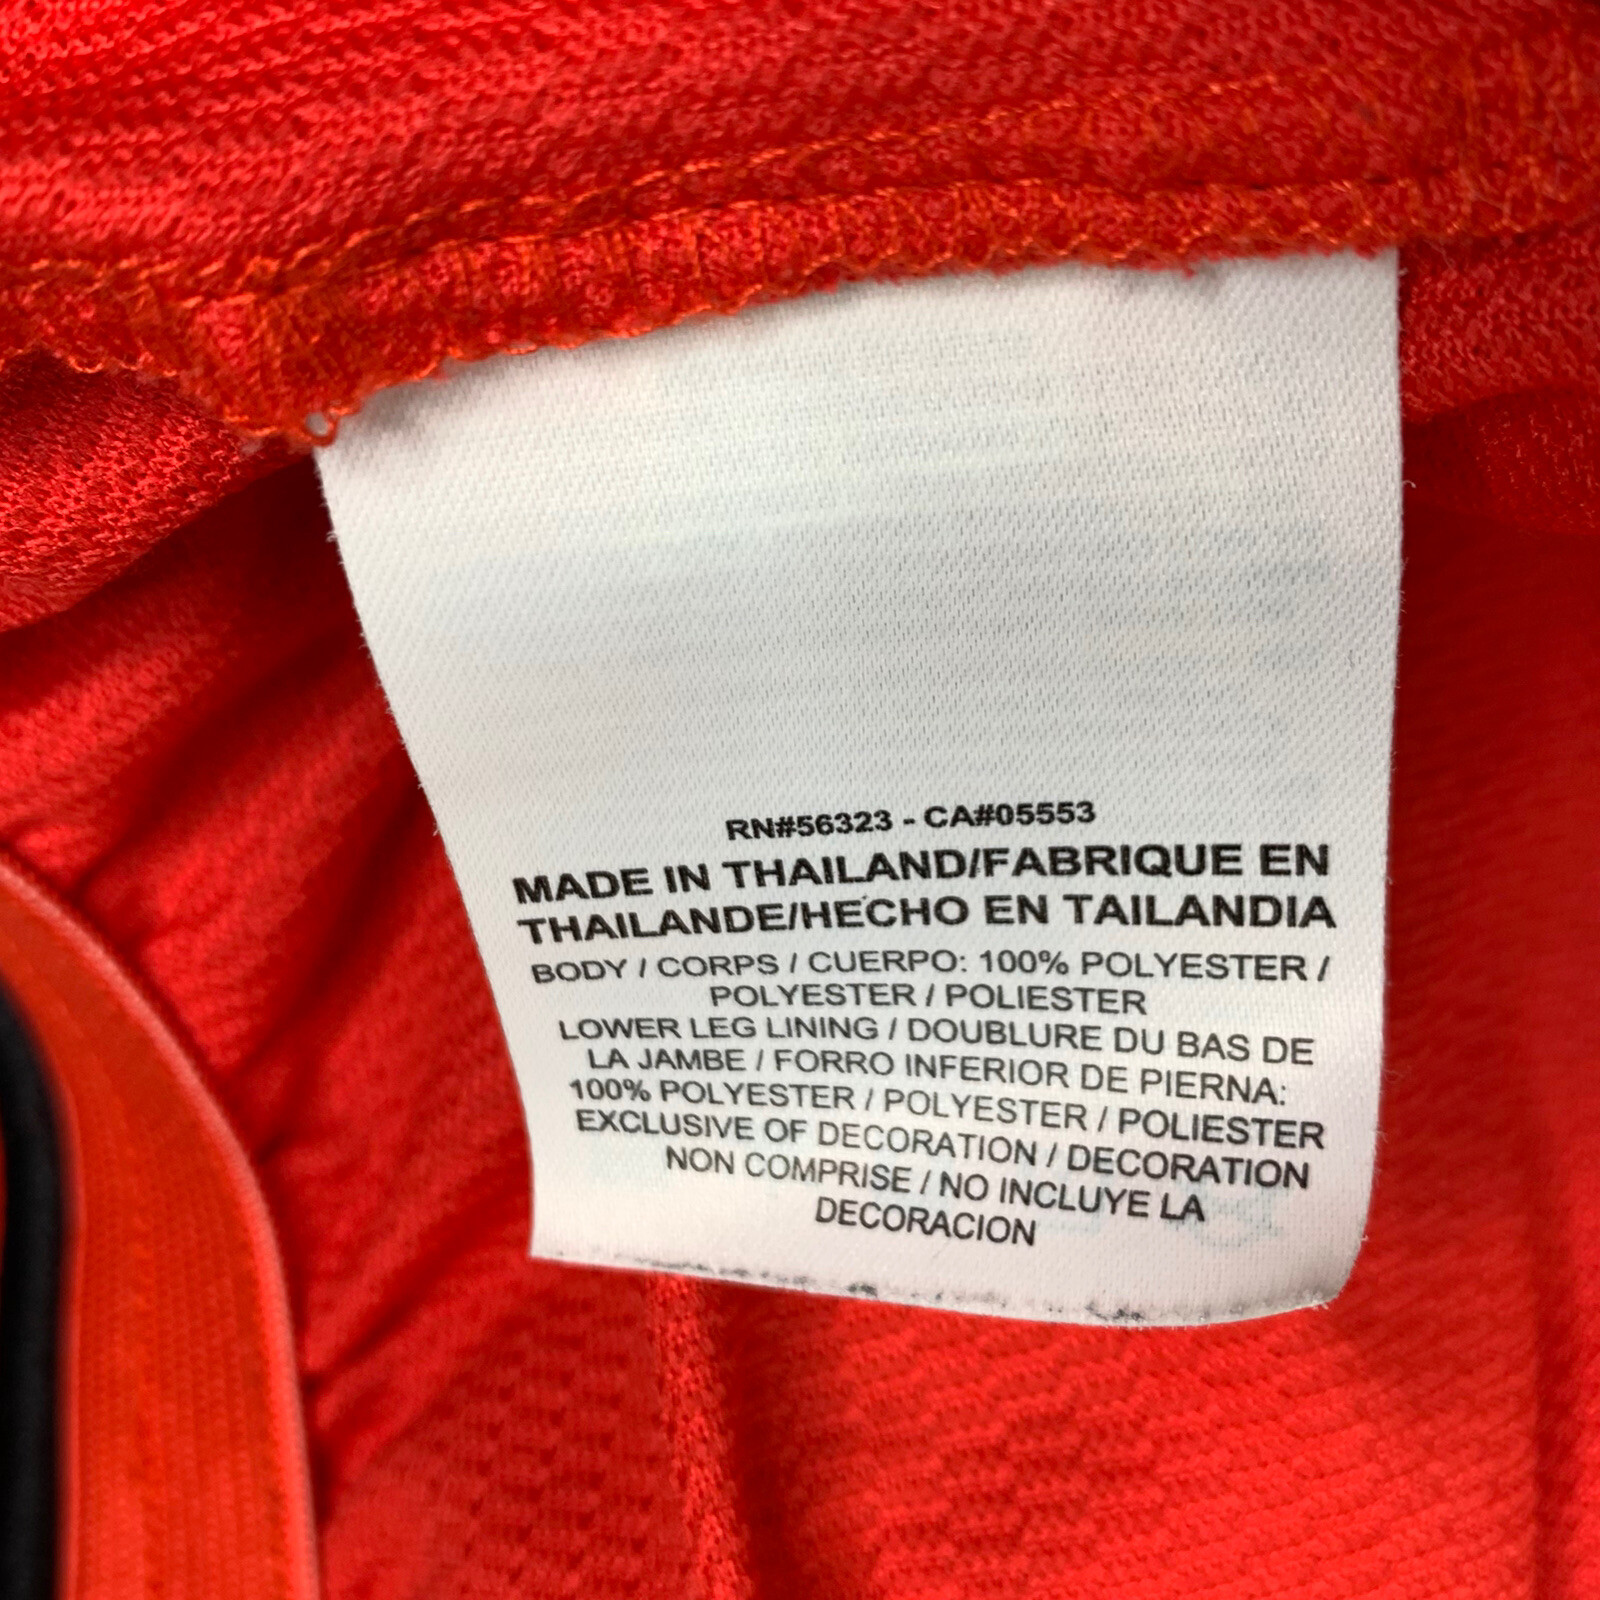 RN#56323 - CA#05553
MADE IN THAILAND/FABRIQUE EN
THAILANDE/HECHO EN TAILANDIA
BODY / CORPS / CUERPO: 100% POLYESTER /
POLYESTER / POLIESTER
LOWER LEG LINING / DOUBLURE DU BAS DE
LA JAMBE / FORRO INFERIOR DE PIERNA:
100% POLYESTER / POLYESTER / POLIESTER
EXCLUSIVE OF DECORATION / DECORATION
NON COMPRISE / NO INCLUYE LA
DECORACION